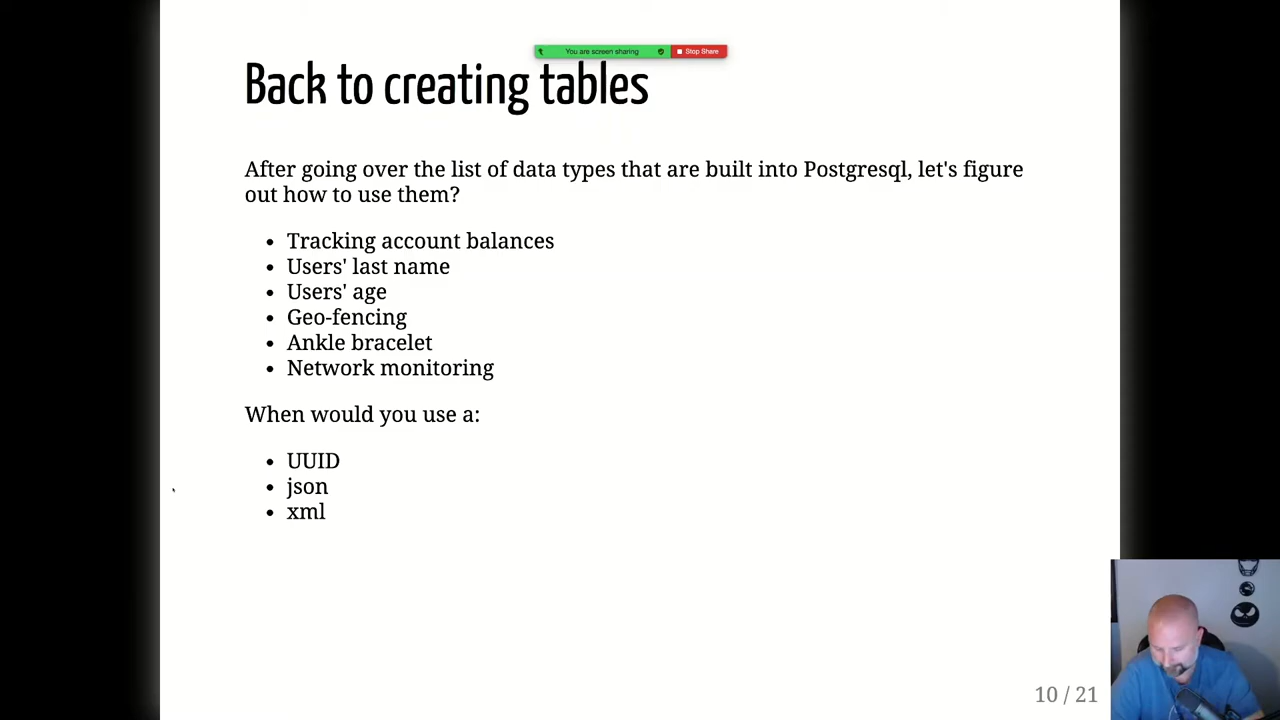 You are screen sharing
Stop Share
Back to creating tables
After going over the list of data types that are built into Postgresql, let's figure
out how to use them?
• Tracking account balances
• Users' last name
• Users' age
• Geo-fencing
• Ankle bracelet
• Network monitoring
When would you use a:
• UUID
• json
• xml
10 / 21